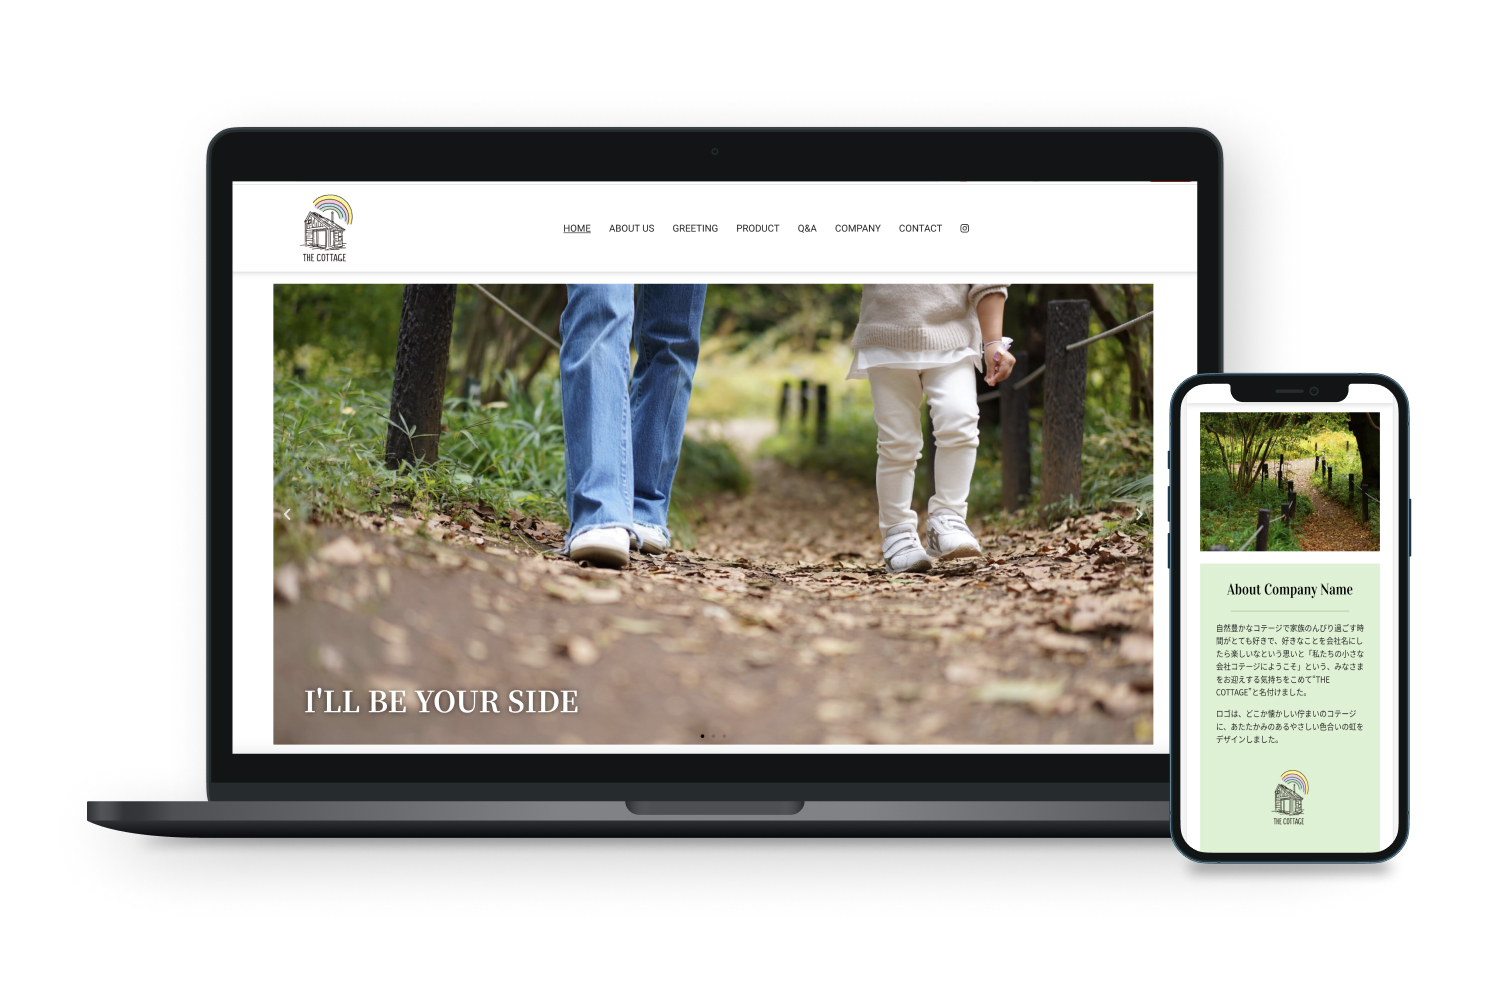 THE COTTAGE
HOME ABOUT US GREETING PRODUCT Q&A COMPANY CONTACT
I'LL BE YOUR SIDE
About Company Name
自然豊かなコテージで家族のんびり過ごす時
間がとても好きで、好きなことを会社名にし
たら楽しいなという思いと「私たちの小さな
会社コテージにようこそ」という、みなさま
をお迎えする気持ちをこめて"THE
COTTAGE"と名付けました。
ロゴは、どこか懐かしい佇まいのコテージ
に、あたたかみのあるやさしい色合いの虹を
デザインしました。
THE COTTAGE